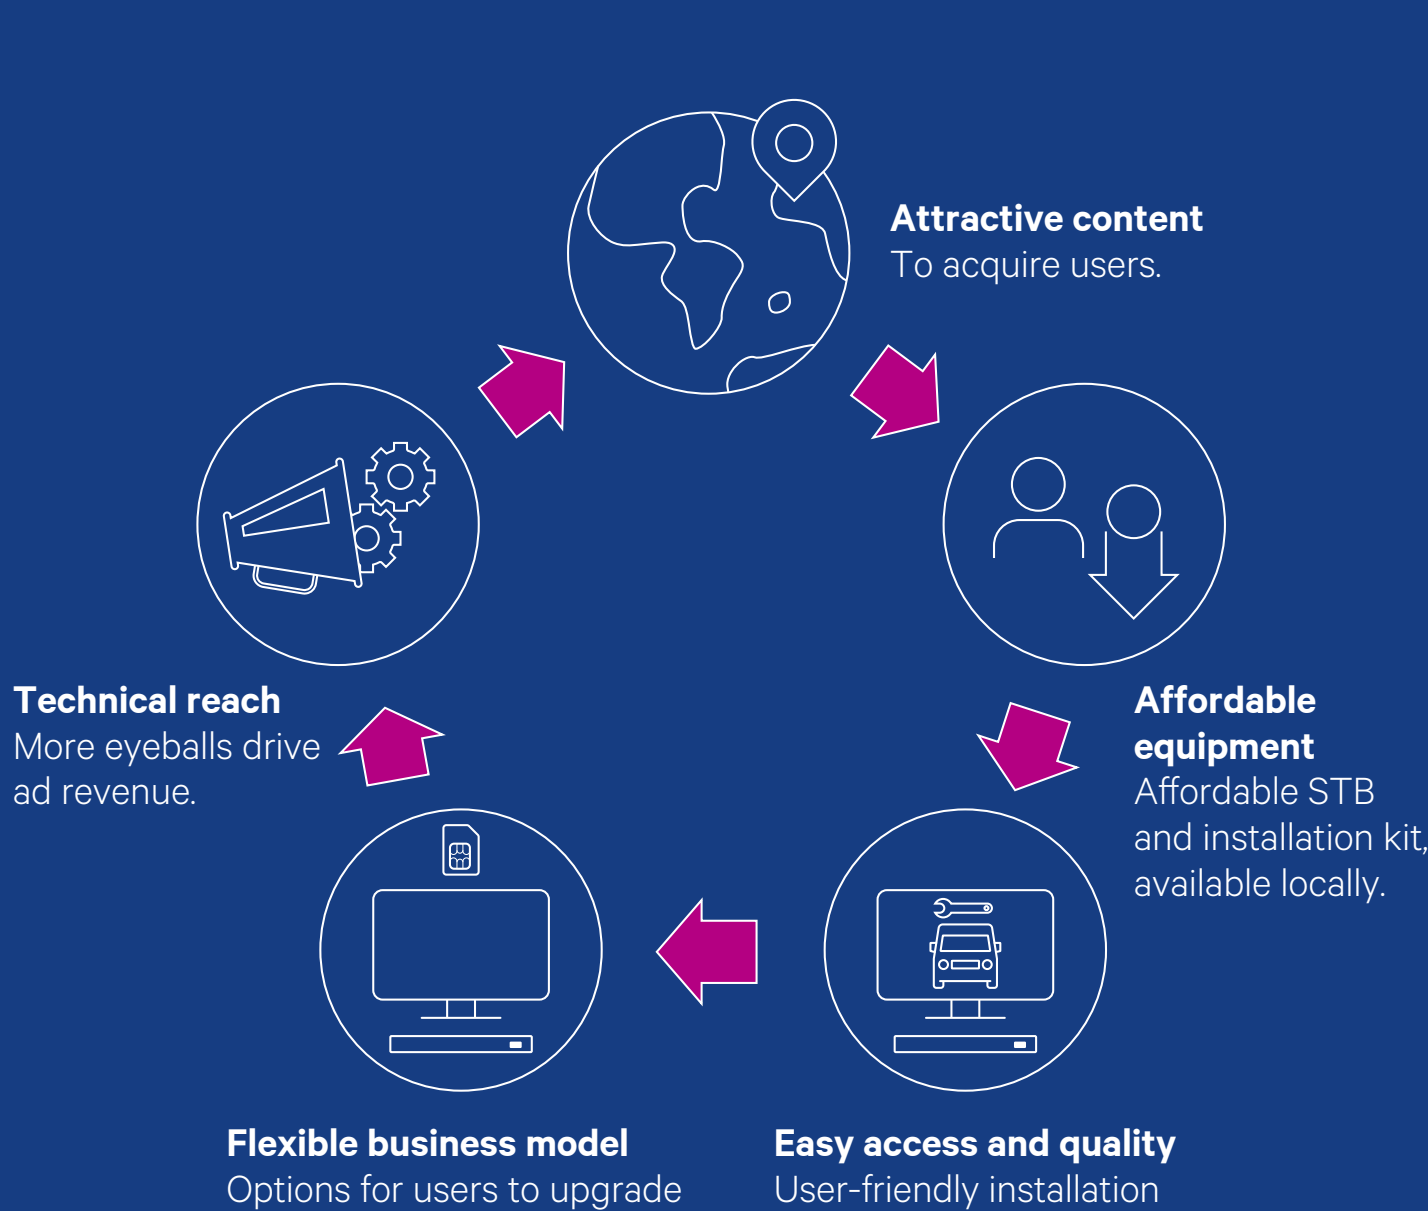 Attractive content
To acquire users.
Affordable
equipment
Affordable STB
and installation kit,
available locally.
Easy access and quality
User-friendly installation
Flexible business model
Options for users to upgrade
Technical reach
More eyeballs drive
ad revenue.